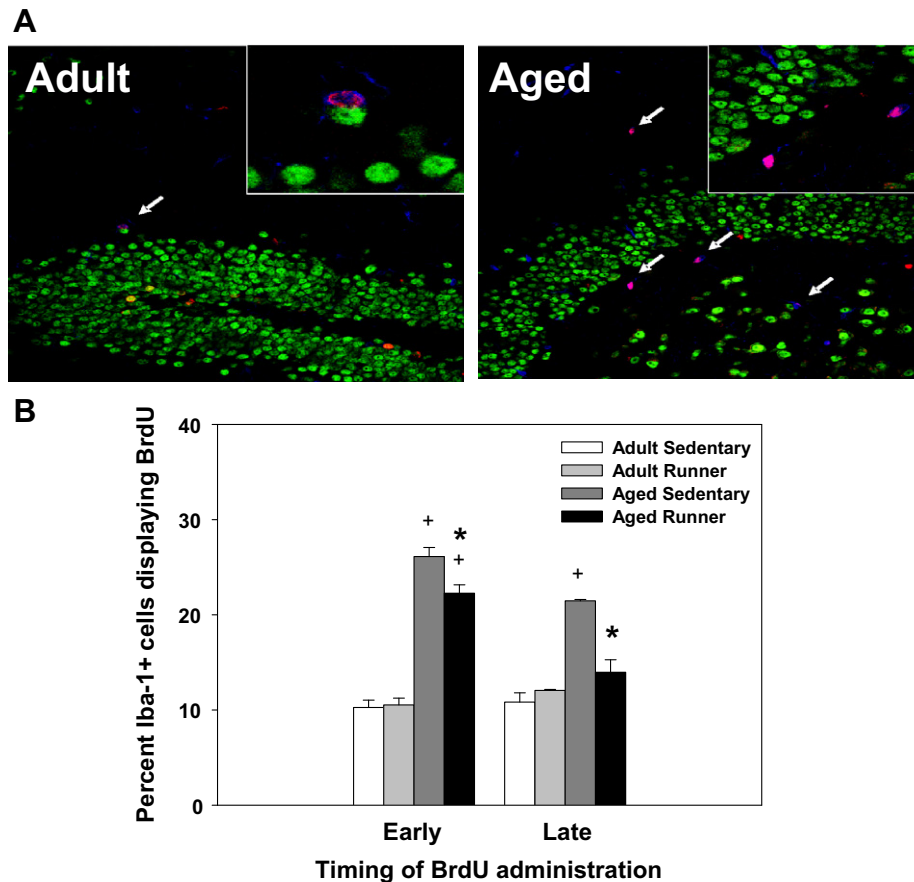 A
Adult
Aged
B
Percent Iba-1+ cells displaying BrdU
40
30
20
10
0
Adult Sedentary
Adult Runner
Aged Sedentary
Aged Runner
+
*
+
+
*
Early
Late
Timing of BrdU administration